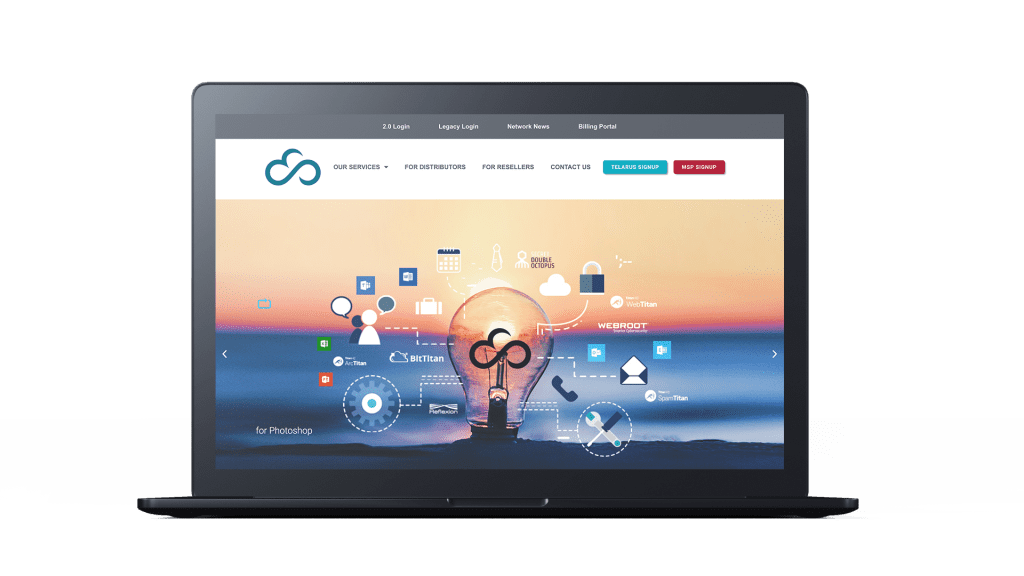 2.0 Login
Legacy Login
Network News
Billing Portal
OUR SERVICES
FOR DISTRIBUTORS
FOR RESELLERS
CONTACT US
TELARUS SIGNUP
MSP SIGNUP
DOUBLE
OCTOPUS
WebTitan
WEBROOT
ArcTitan
BitTitan
SpamTitan
Reflexion
for Photoshop